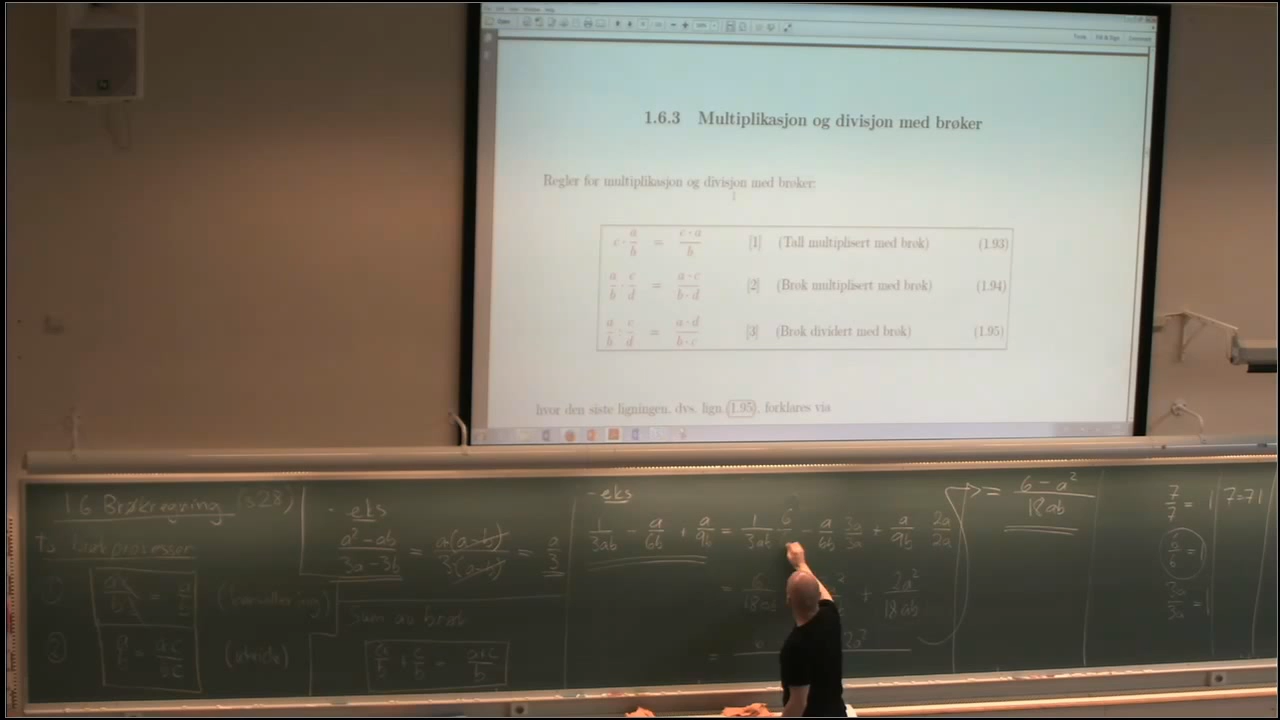 1.6.3 Multiplikasjon og divisjon med brøker
Regler for multiplikasjon og divisjon med brøker:
c · a/b = c · a/b [1] (Tall multiplisert med brøk) (1.93)
a/b · c/d = a · c/b · d [2] (Brøk multiplisert med brøk) (1.94)
a/b : c/d = a · d/b · c [3] (Brøk dividert med brøk) (1.95)
hvor den siste ligningen, dvs. lign.(1.95), forklares via
1.6 Brøkregning (s.28)
To brøkprosesser
①
(forkortelse)
② a/b = a·c/b·c (utvide)
- eks
a² - ab/3a - 3b = a(a-b)/3(a-b) = a/3
Sum av brøk
a/b + c/b = a+c/b
- eks
1/3ab - a/6b + a/9b = 1/3ab 6 - a/6b 3a/3a + a/9b 2a/2a
= 6/18ab + 2a²/18ab
= 6 2a²
= 6 - a²/18ab
7/7 = 1
6/6 = 1
3a/3a = 1
7 = 7·1